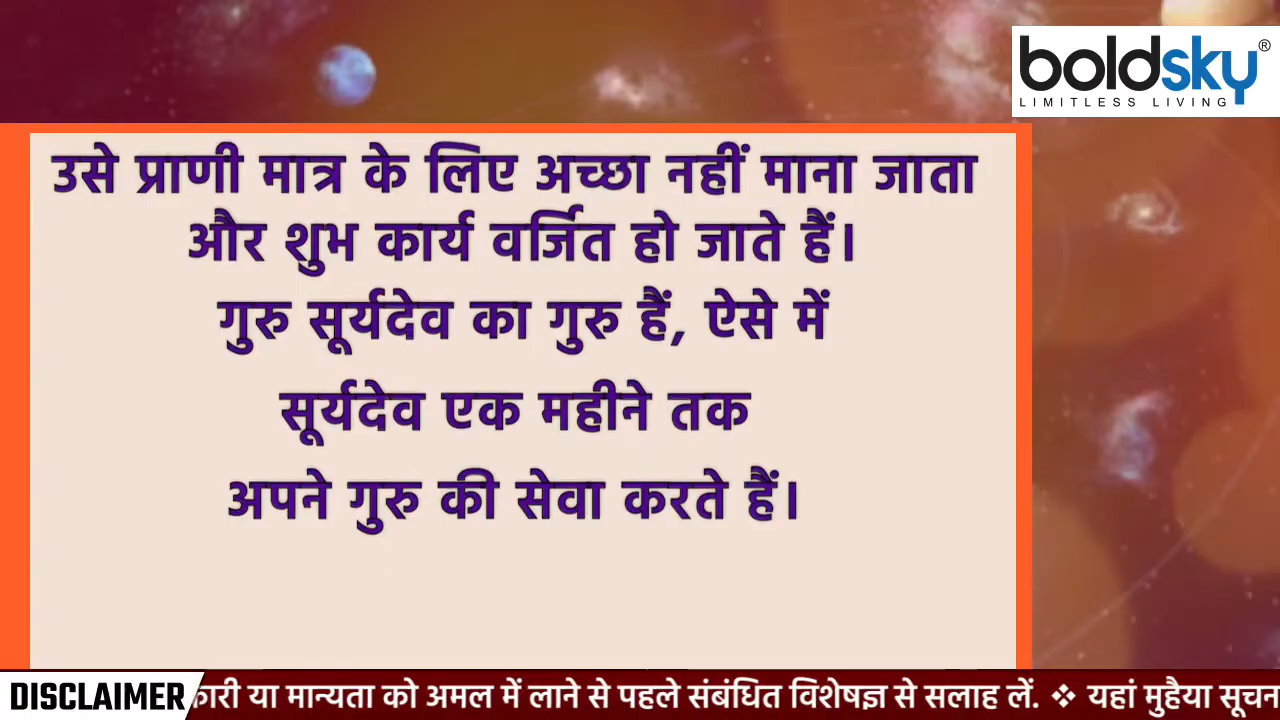 boldsky®
LIMITLESS LIVING
उसे प्राणी मात्र के लिए अच्छा नहीं माना जाता
और शुभ कार्य वर्जित हो जाते हैं।
गुरु सूर्यदेव का गुरु हैं, ऐसे में
सूर्यदेव एक महीने तक
अपने गुरु की सेवा करते हैं।
DISCLAIMER
कारी या मान्यता को अमल में लाने से पहले संबंधित विशेषज्ञ से सलाह लें. ❖ यहां मुहैया सूचन